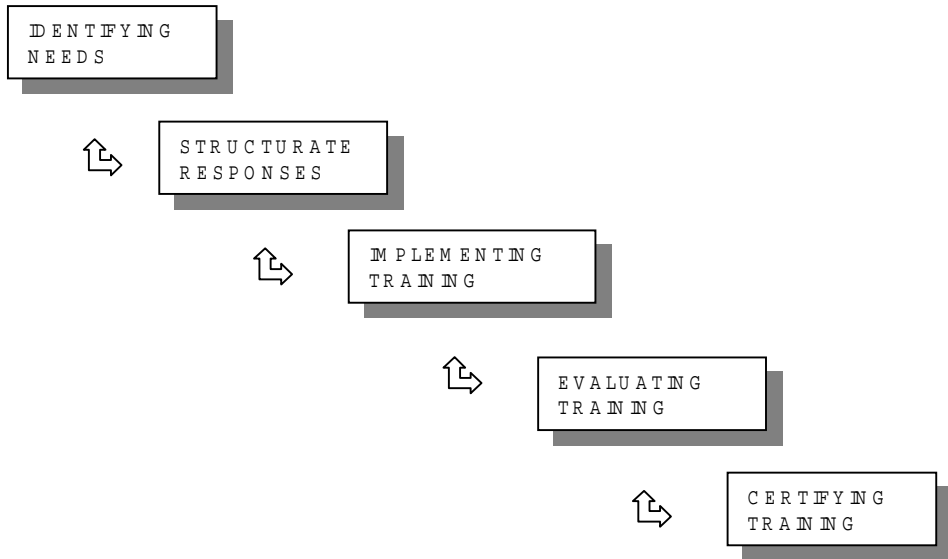 IDENTIFYING
NEEDS
STRUCTURATE
RESPONSES
IMPLEMENTING
TRAINING
EVALUATING
TRAINING
CERTIFYING
TRAINING